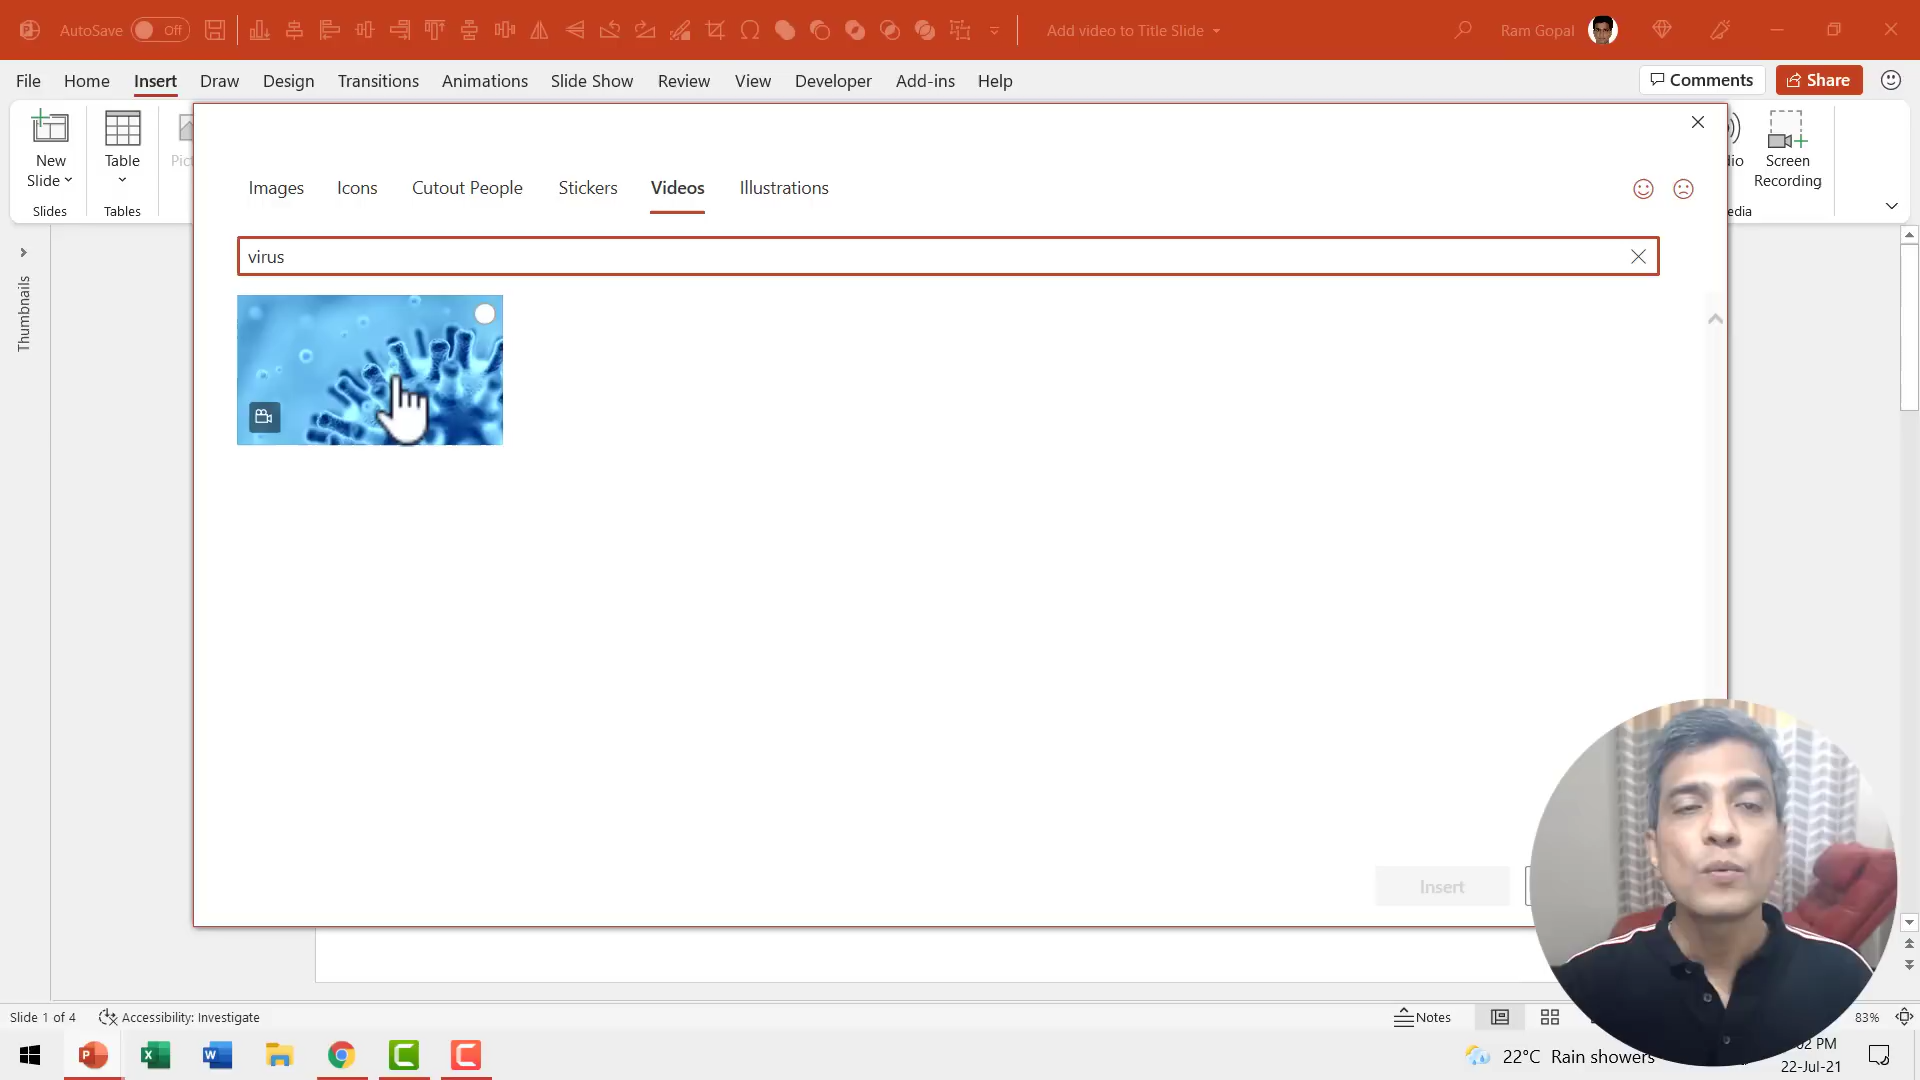 AutoSave Off
Add video to Title Slide
Ram Gopal
File Home Insert Draw Design Transitions Animations Slide Show Review View Developer Add-ins Help
Comments Share
New
Slide
Slides
Table
Tables
Screen
Recording
Images Icons Cutout People Stickers Videos Illustrations
virus
Thumbnails
Insert
Slide 1 of 4 Accessibility: Investigate
Notes
83%
22°C Rain showers
22-Jul-21